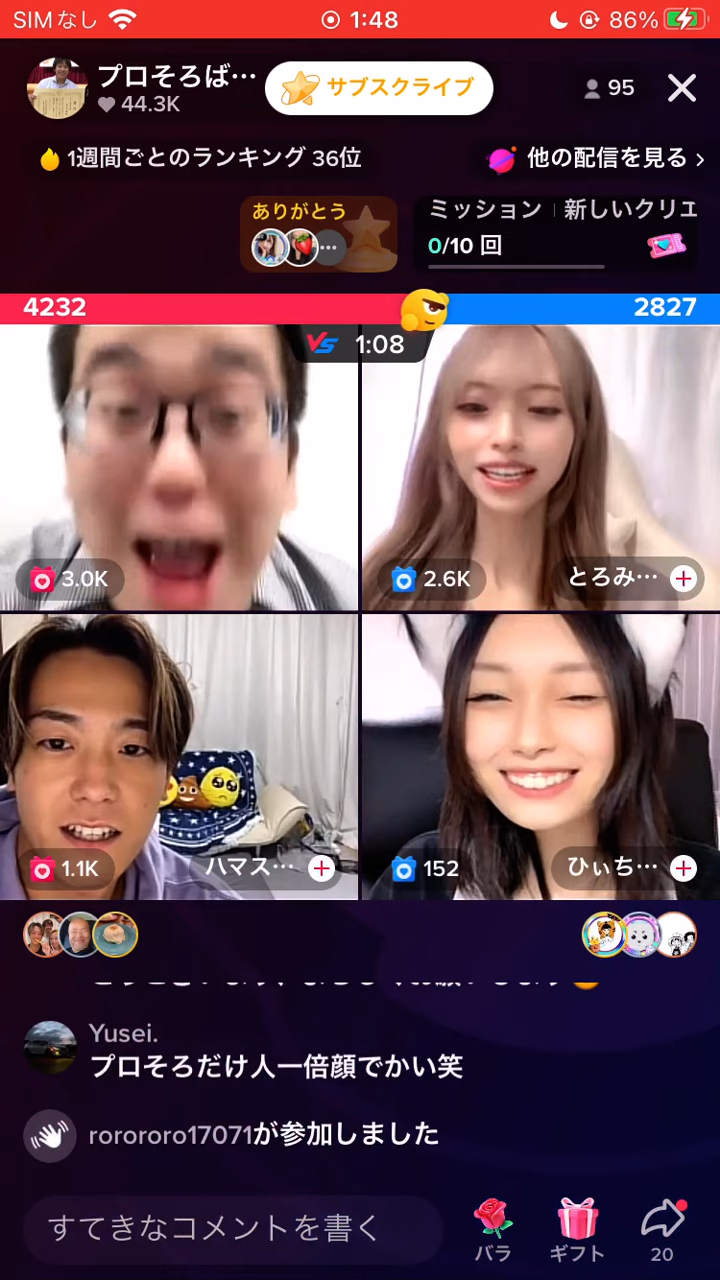 SIMなし 1:48 86%
プロそろば… サブスクライブ 95
44.3K
1週間ごとのランキング 36位 他の配信を見る
ありがとう ミッション 新しいクリエ
0/10 回
4232 2827
VS 1:08
3.0K 2.6K とろみ…
1.1K ハマス… 152 ひぃち…
Yusei.
プロそろだけ人一倍顔でかい笑
rorororo17071が参加しました
すてきなコメントを書く バラ ギフト 20